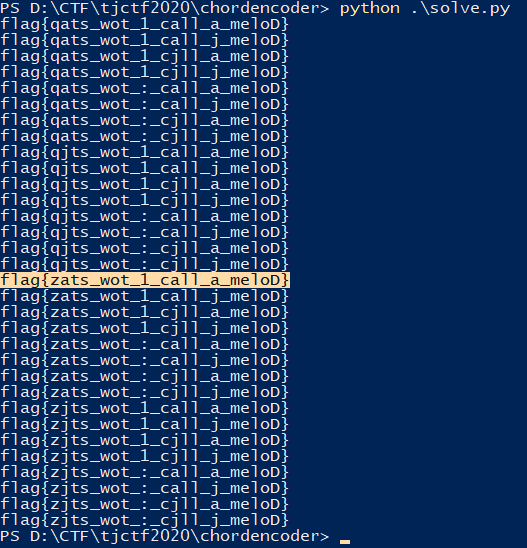 PS D:\CTF\tjctf2020\chordencoder> python .\solve.py
flag{qats_wot_1_call_a_meloD}
flag{qats_wot_1_call_j_meloD}
flag{qats_wot_1_cjll_a_meloD}
flag{qats_wot_1_cjll_j_meloD}
flag{qats_wot_:_call_a_meloD}
flag{qats_wot_:_call_j_meloD}
flag{qats_wot_:_cjll_a_meloD}
flag{qats_wot_:_cjll_j_meloD}
flag{qjts_wot_1_call_a_meloD}
flag{qjts_wot_1_call_j_meloD}
flag{qjts_wot_1_cjll_a_meloD}
flag{qjts_wot_1_cjll_j_meloD}
flag{qjts_wot_:_call_a_meloD}
flag{qjts_wot_:_call_j_meloD}
flag{qjts_wot_:_cjll_a_meloD}
flag{qjts_wot_:_cjll_j_meloD}
flag{zats_wot_1_call_a_meloD}
flag{zats_wot_1_call_j_meloD}
flag{zats_wot_1_cjll_a_meloD}
flag{zats_wot_1_cjll_j_meloD}
flag{zats_wot_:_call_a_meloD}
flag{zats_wot_:_call_j_meloD}
flag{zats_wot_:_cjll_a_meloD}
flag{zats_wot_:_cjll_j_meloD}
flag{zjts_wot_1_call_a_meloD}
flag{zjts_wot_1_call_j_meloD}
flag{zjts_wot_1_cjll_a_meloD}
flag{zjts_wot_1_cjll_j_meloD}
flag{zjts_wot_:_call_a_meloD}
flag{zjts_wot_:_call_j_meloD}
flag{zjts_wot_:_cjll_a_meloD}
flag{zjts_wot_:_cjll_j_meloD}
PS D:\CTF\tjctf2020\chordencoder>